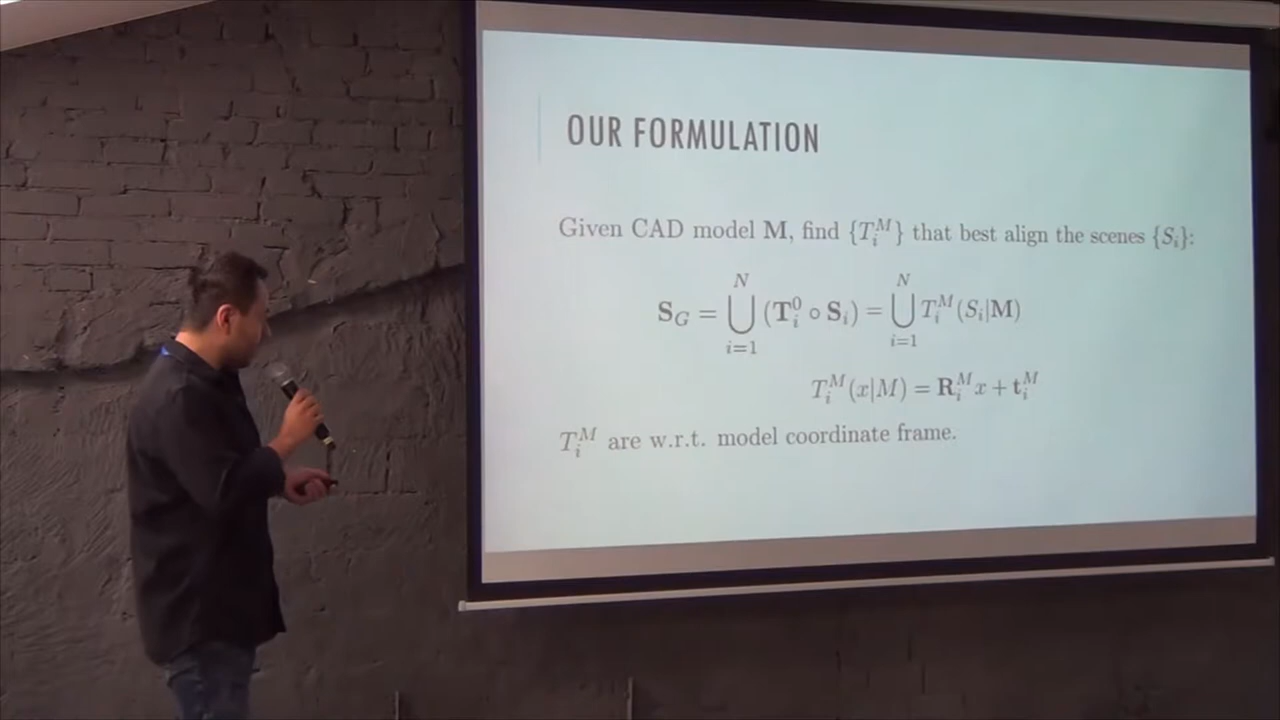 OUR FORMULATION
Given CAD model M, find {T_i^M} that best align the scenes {S_i}:
S_G = ⋃_{i=1}^{N} (T_i^0 ∘ S_i) = ⋃_{i=1}^{N} T_i^M(S_i|M)
T_i^M(x|M) = R_i^M x + t_i^M
T_i^M are w.r.t. model coordinate frame.